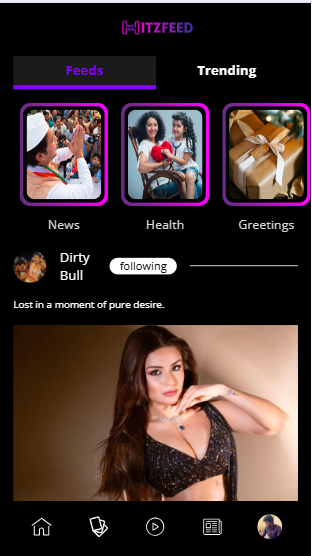 HITZFEED
Feeds
Trending
News
Health
Greetings
Dirty
Bull
following
Lost in a moment of pure desire.